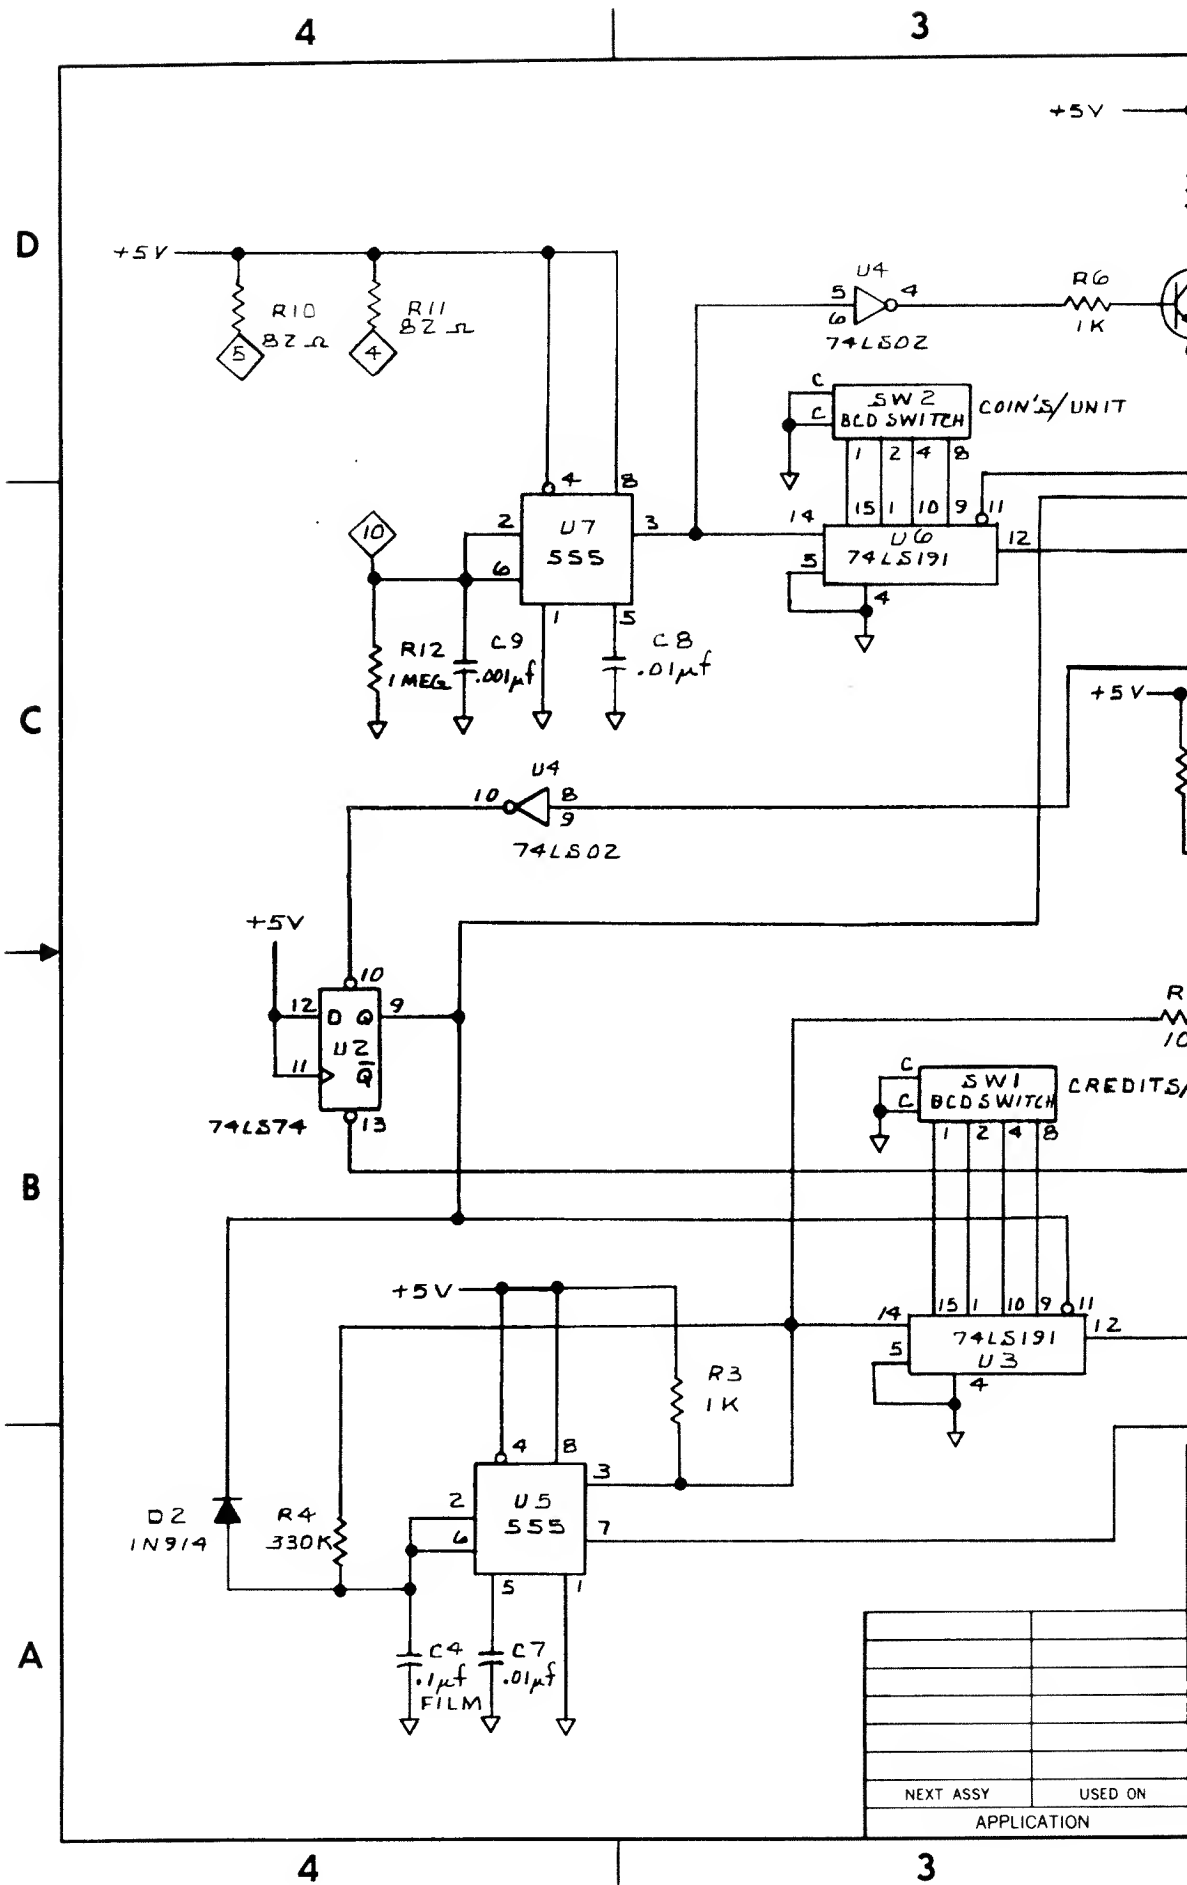 4 3
+5V
D
+5V
R10
82 Ω
5
R11
82 Ω
4
U4
5 4
6
74LS02
R6
1K
C
C
SW2
BCD SWITCH
COIN'S/UNIT
1 2 4 8
4 8
10
2 U7 3
6 555
1 5
14 15 1 10 9 11
U6
74LS191
5 12
4
R12
1 MEG
C9
.001µf
C8
.01µf
C
+5V
U4
10 8
9
74LS02
+5V
10
12 D Q 9
U2
11 Q̅
74LS74 13
R
10
C
C
SW1
BCD SWITCH
CREDITS/
1 2 4 8
B
+5V
14 15 1 10 9 11
74LS191
U3
5 12
4
R3
1K
4 8
2 U5 3
6 555 7
5 1
D2
1N914
R4
330K
C4
.1µf
FILM
C7
.01µf
A
NEXT ASSY USED ON
APPLICATION
4 3